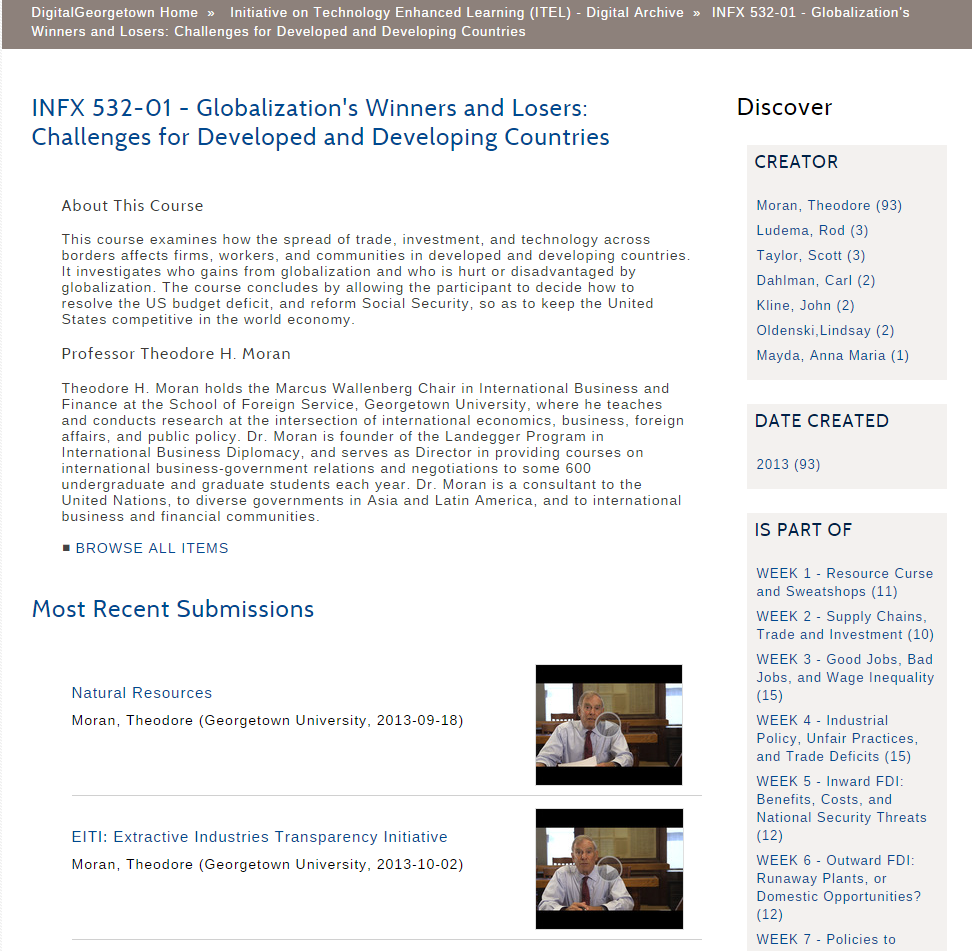 DigitalGeorgetown Home » Initiative on Technology Enhanced Learning (ITEL) - Digital Archive » INFX 532-01 - Globalization's
Winners and Losers: Challenges for Developed and Developing Countries
INFX 532-01 - Globalization's Winners and Losers:
Challenges for Developed and Developing Countries
About This Course
This course examines how the spread of trade, investment, and technology across
borders affects firms, workers, and communities in developed and developing countries.
It investigates who gains from globalization and who is hurt or disadvantaged by
globalization. The course concludes by allowing the participant to decide how to
resolve the US budget deficit, and reform Social Security, so as to keep the United
States competitive in the world economy.
Professor Theodore H. Moran
Theodore H. Moran holds the Marcus Wallenberg Chair in International Business and
Finance at the School of Foreign Service, Georgetown University, where he teaches
and conducts research at the intersection of international economics, business, foreign
affairs, and public policy. Dr. Moran is founder of the Landegger Program in
International Business Diplomacy, and serves as Director in providing courses on
international business-government relations and negotiations to some 600
undergraduate and graduate students each year. Dr. Moran is a consultant to the
United Nations, to diverse governments in Asia and Latin America, and to international
business and financial communities.
■ BROWSE ALL ITEMS
Most Recent Submissions
Natural Resources
Moran, Theodore (Georgetown University, 2013-09-18)
EITI: Extractive Industries Transparency Initiative
Moran, Theodore (Georgetown University, 2013-10-02)
Discover
CREATOR
Moran, Theodore (93)
Ludema, Rod (3)
Taylor, Scott (3)
Dahlman, Carl (2)
Kline, John (2)
Oldenski,Lindsay (2)
Mayda, Anna Maria (1)
DATE CREATED
2013 (93)
IS PART OF
WEEK 1 - Resource Curse
and Sweatshops (11)
WEEK 2 - Supply Chains,
Trade and Investment (10)
WEEK 3 - Good Jobs, Bad
Jobs, and Wage Inequality
(15)
WEEK 4 - Industrial
Policy, Unfair Practices,
and Trade Deficits (15)
WEEK 5 - Inward FDI:
Benefits, Costs, and
National Security Threats
(12)
WEEK 6 - Outward FDI:
Runaway Plants, or
Domestic Opportunities?
(12)
WEEK 7 - Policies to